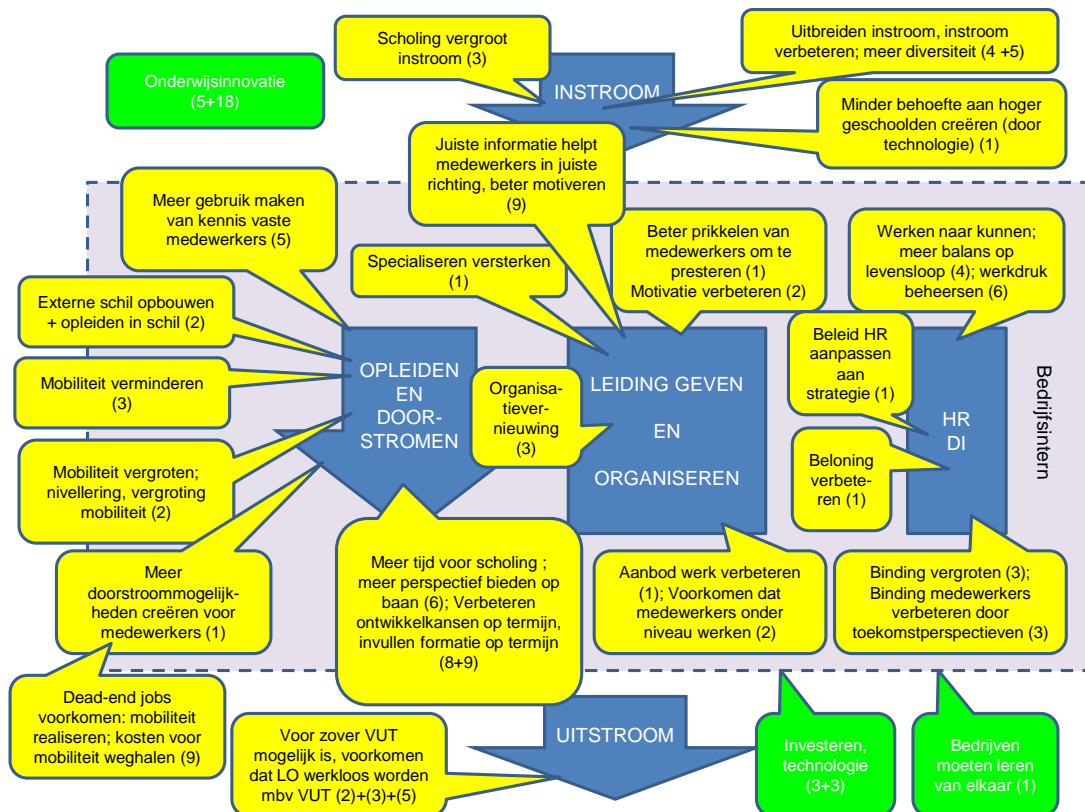 Scholing vergroot
instroom (3)
Uitbreiden instroom, instroom
verbeteren; meer diversiteit (4 +5)
Onderwijsinnovatie
(5+18)
INSTROOM
Minder behoefte aan hoger
geschoolden creëren (door
technologie) (1)
Juiste informatie helpt
medewerkers in juiste
richting, beter motiveren
(9)
Meer gebruik maken
van kennis vaste
medewerkers (5)
Specialiseren versterken
(1)
Beter prikkelen van
medewerkers om te
presteren (1)
Motivatie verbeteren (2)
Werken naar kunnen;
meer balans op
levensloop (4); werkdruk
beheersen (6)
Externe schil opbouwen
+ opleiden in schil (2)
Mobiliteit verminderen
(3)
OPLEIDEN
EN
DOOR-
STROMEN
Organisa-
tiever-
nieuwing
(3)
LEIDING GEVEN
EN
ORGANISEREN
Beleid HR
aanpassen
aan
strategie (1)
HR
DI
Bedrijfsintern
Beloning
verbete-
ren (1)
Mobiliteit vergroten;
nivellering, vergroting
mobiliteit (2)
Meer
doorstroommogelijk-
heden creëren voor
medewerkers (1)
Meer tijd voor scholing ;
meer perspectief bieden op
baan (6); Verbeteren
ontwikkelkansen op termijn,
invullen formatie op termijn
(8+9)
Aanbod werk verbeteren
(1); Voorkomen dat
medewerkers onder
niveau werken (2)
Binding vergroten (3);
Binding medewerkers
verbeteren door
toekomstperspectieven (3)
Dead-end jobs
voorkomen: mobiliteit
realiseren; kosten voor
mobiliteit weghalen (9)
Voor zover VUT
mogelijk is, voorkomen
dat LO werkloos worden
mbv VUT (2)+(3)+(5)
UITSTROOM
Investeren,
technologie
(3+3)
Bedrijven
moeten leren
van elkaar (1)